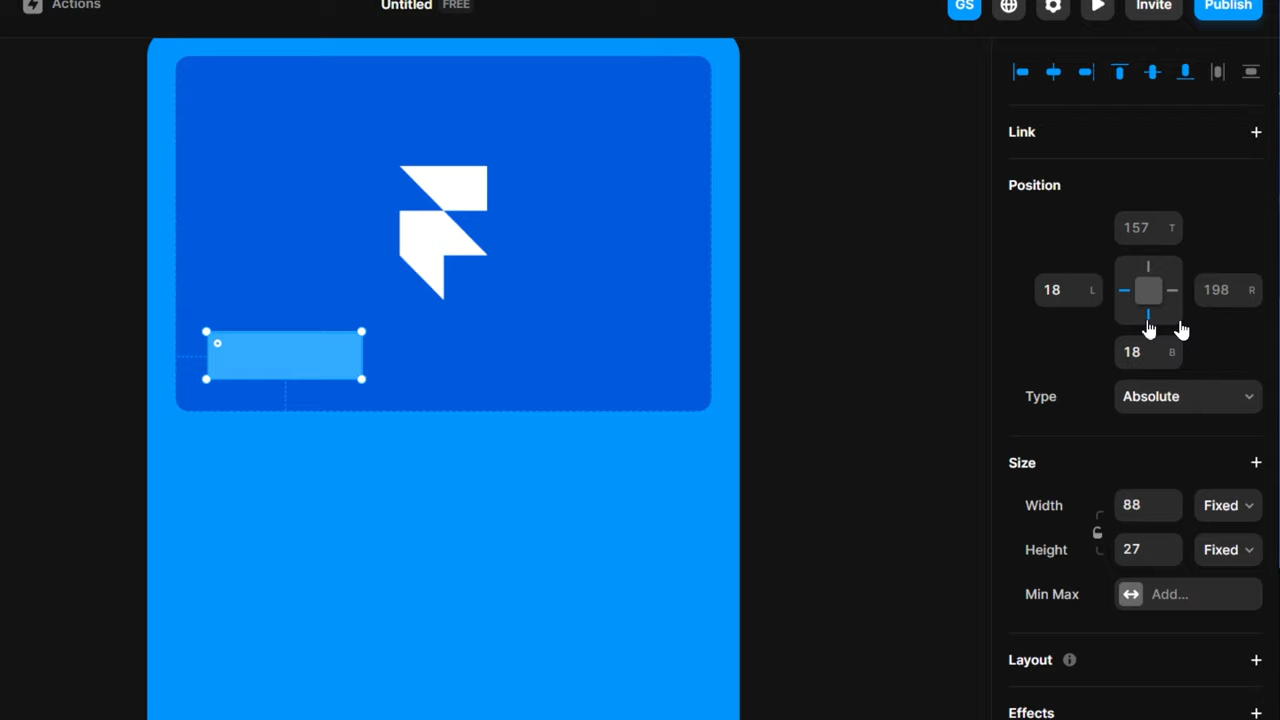 Actions
Untitled FREE
GS
Invite
Publish
Link
Position
157 T
18 L
198 R
18 B
Type Absolute
Size
Width 88 Fixed
Height 27 Fixed
Min Max Add...
Layout
Effects